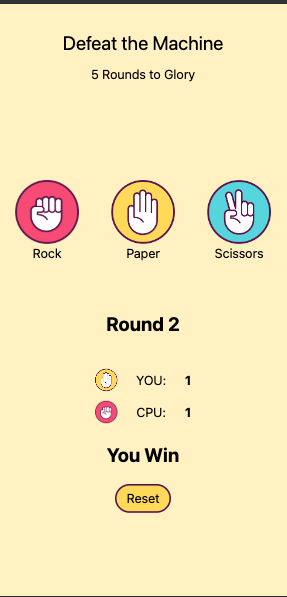 Defeat the Machine
5 Rounds to Glory
Rock Paper Scissors
Round 2
YOU: 1
CPU: 1
You Win
Reset